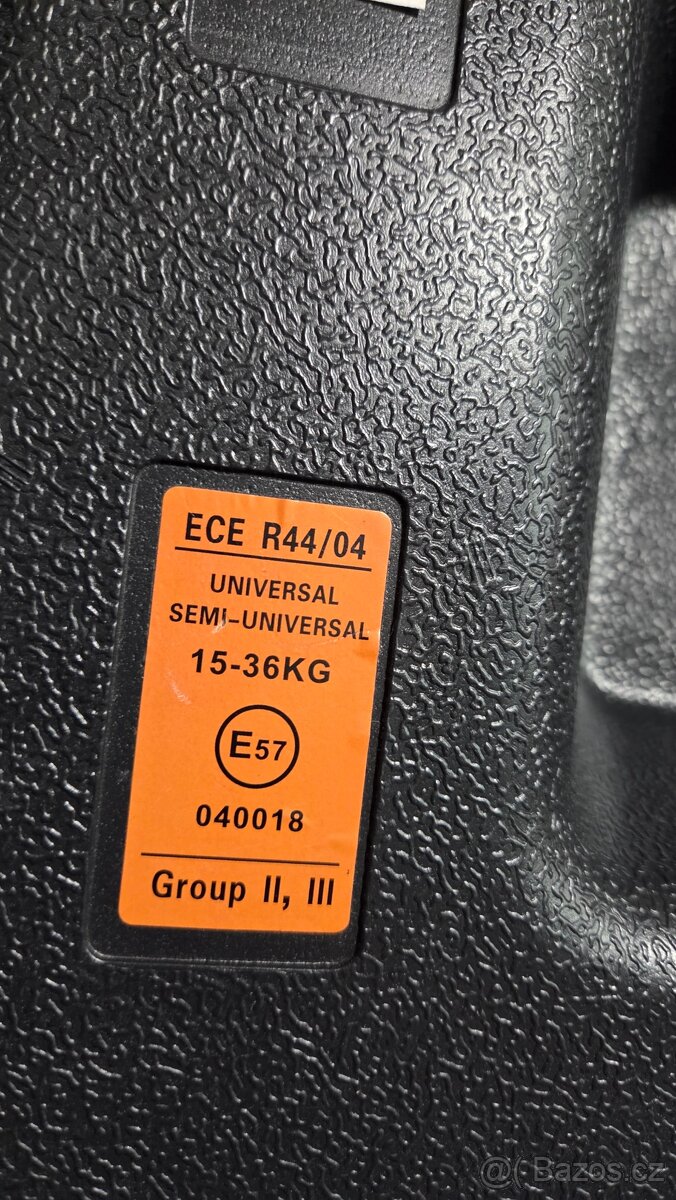 ECE R44/04
UNIVERSAL
SEMI-UNIVERSAL
15-36KG
E57
040018
Group II, III
Bazos.cz